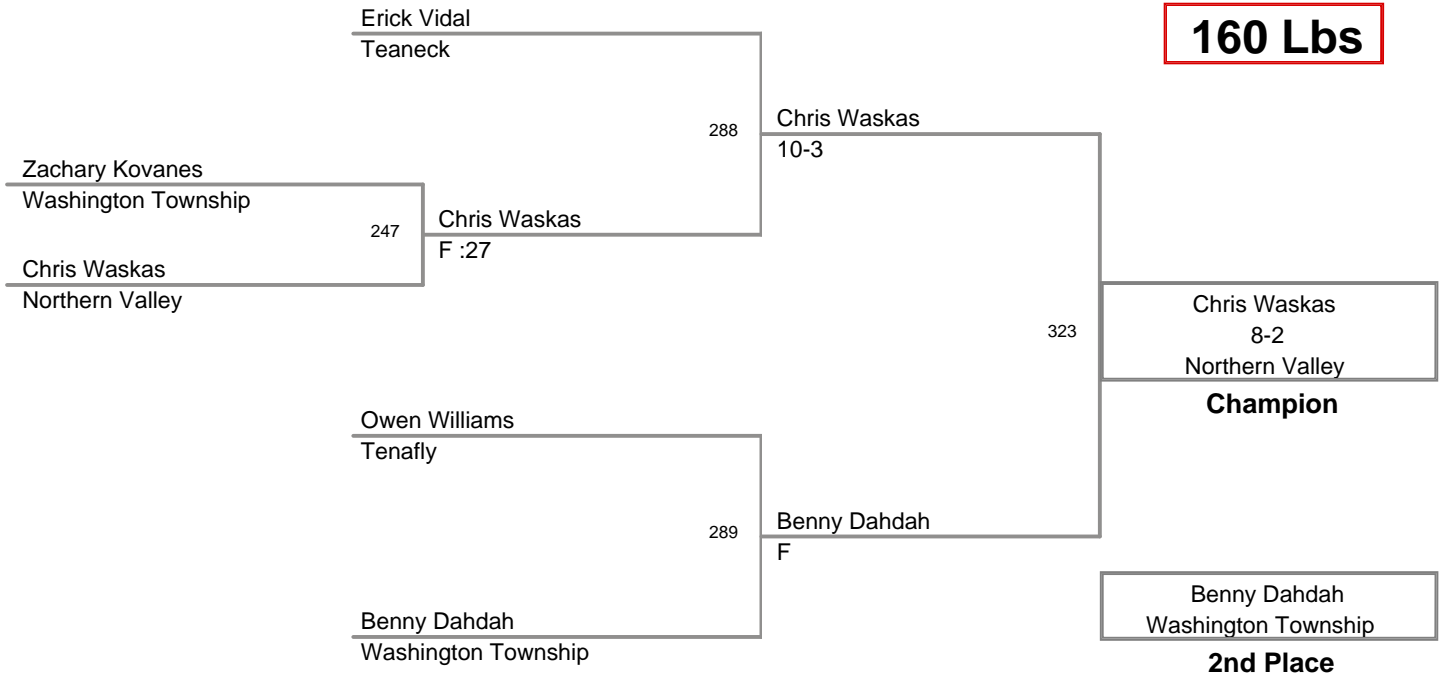 Erick Vidal
Teaneck
160 Lbs
288
Chris Waskas
10-3
Zachary Kovanes
Washington Township
247
Chris Waskas
F :27
Chris Waskas
Northern Valley
323
Chris Waskas
8-2
Northern Valley
Champion
Owen Williams
Tenafly
289
Benny Dahdah
F
Benny Dahdah
Washington Township
Benny Dahdah
Washington Township
2nd Place